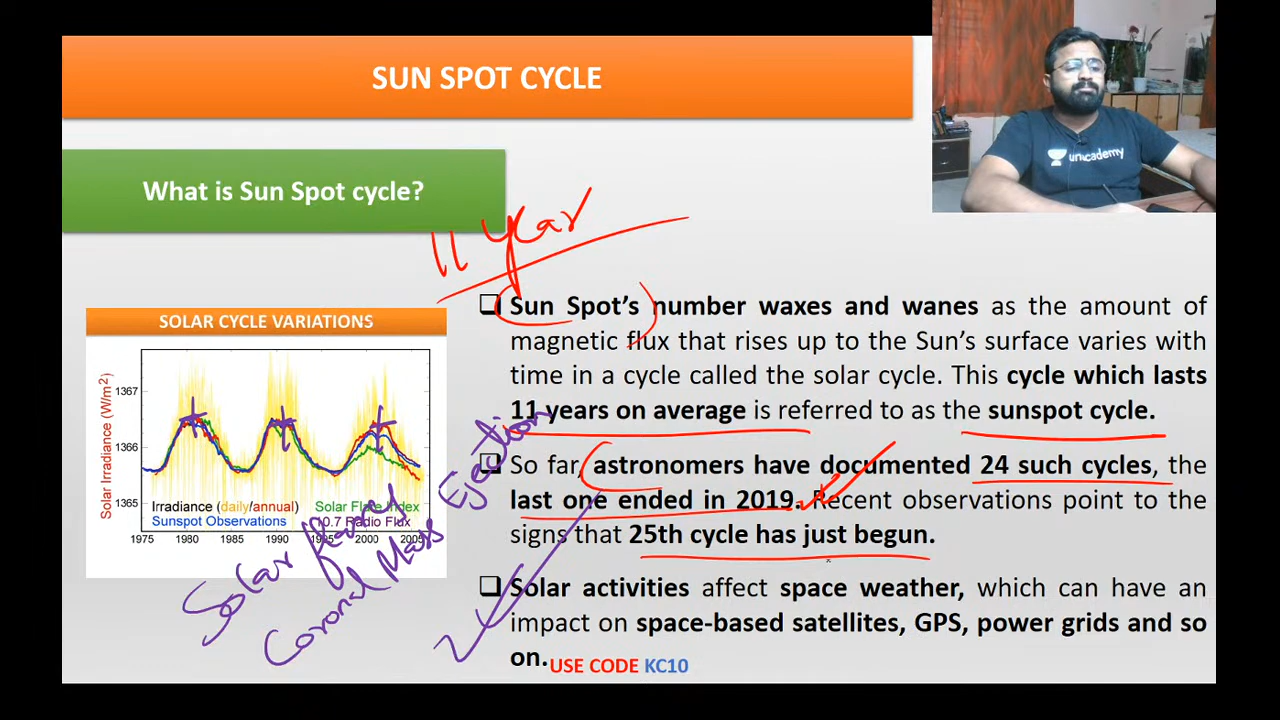 SUN SPOT CYCLE
unacademy
What is Sun Spot cycle?
11 year
Sun Spot's number waxes and wanes as the amount of
magnetic flux that rises up to the Sun's surface varies with
time in a cycle called the solar cycle. This cycle which lasts
11 years on average is referred to as the sunspot cycle.
So far, astronomers have documented 24 such cycles, the
last one ended in 2019. Recent observations point to the
signs that 25th cycle has just begun.
Solar activities affect space weather, which can have an
impact on space-based satellites, GPS, power grids and so
on.
USE CODE KC10
SOLAR CYCLE VARIATIONS
Solar Irradiance (W/m2)
1367
1366
1365
Irradiance (daily/annual)
Sunspot Observations
Solar Flare Index
10.7 Radio Flux
1975 1980 1985 1990 1995 2000 2005
Solar
Coronal Mass Ejection